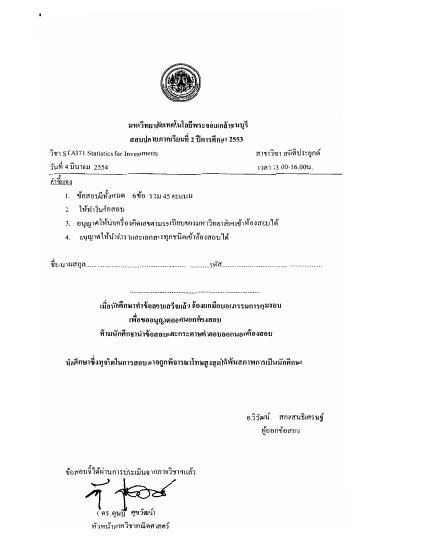 มหาวิทยาลัยเทคโนโลยีพระจอมเกล้าธนบุรี
สอบปลายภาคเรียนที่ 2 ปีการศึกษา 2553
วิชา STA371 Statistics for Investments สาขาวิชา สถิติประยุกต์
วันที่ 4 มีนาคม 2554 เวลา 13.00-16.00น.
คำชี้แจง
1. ข้อสอบมีทั้งหมด 6 ข้อ รวม 45 คะแนน
2. ให้ทำในข้อสอบ
3. อนุญาตให้นำเครื่องคิดเลขตามระเบียบของมหาวิทยาลัยฯเข้าห้องสอบได้
4. อนุญาตให้นำตำราและเอกสารทุกชนิดเข้าห้องสอบได้
ชื่อ-นามสกุล............................................ รหัส............................................
เมื่อนักศึกษาทำข้อสอบเสร็จแล้ว ต้องยกมือบอกกรรมการคุมสอบ
เพื่อขออนุญาตออกนอกห้องสอบ
ห้ามนักศึกษานำข้อสอบและกระดาษคำตอบออกนอกห้องสอบ
นักศึกษาซึ่งทุจริตในการสอบ อาจถูกพิจารณาโทษสูงสุดให้พ้นสภาพการเป็นนักศึกษา
อ.วิวัฒน์
ผู้ออกข้อสอบ
ข้อสอบนี้ได้ผ่านการประเมินจากภาควิชาฯแล้ว
(ดร.ดุษฎี ศุขวัฒน์)
หัวหน้าภาควิชาคณิตศาสตร์